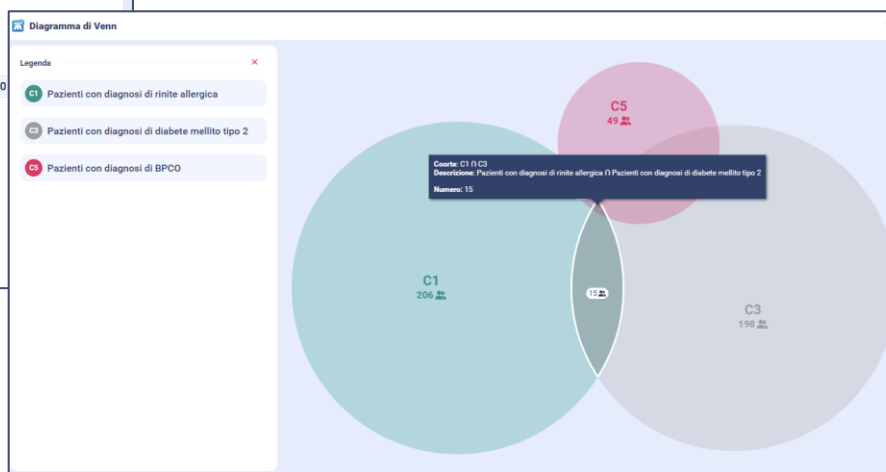 Diagramma di Venn
Legenda
C1 Pazienti con diagnosi di rinite allergica
C3 Pazienti con diagnosi di diabete mellito tipo 2
C5 Pazienti con diagnosi di BPCO
0
C5
49
Coorte: C1 ∩ C3
Descrizione: Pazienti con diagnosi di rinite allergica ∩ Pazienti con diagnosi di diabete mellito tipo 2
Numero: 15
C1
206
15
C3
198